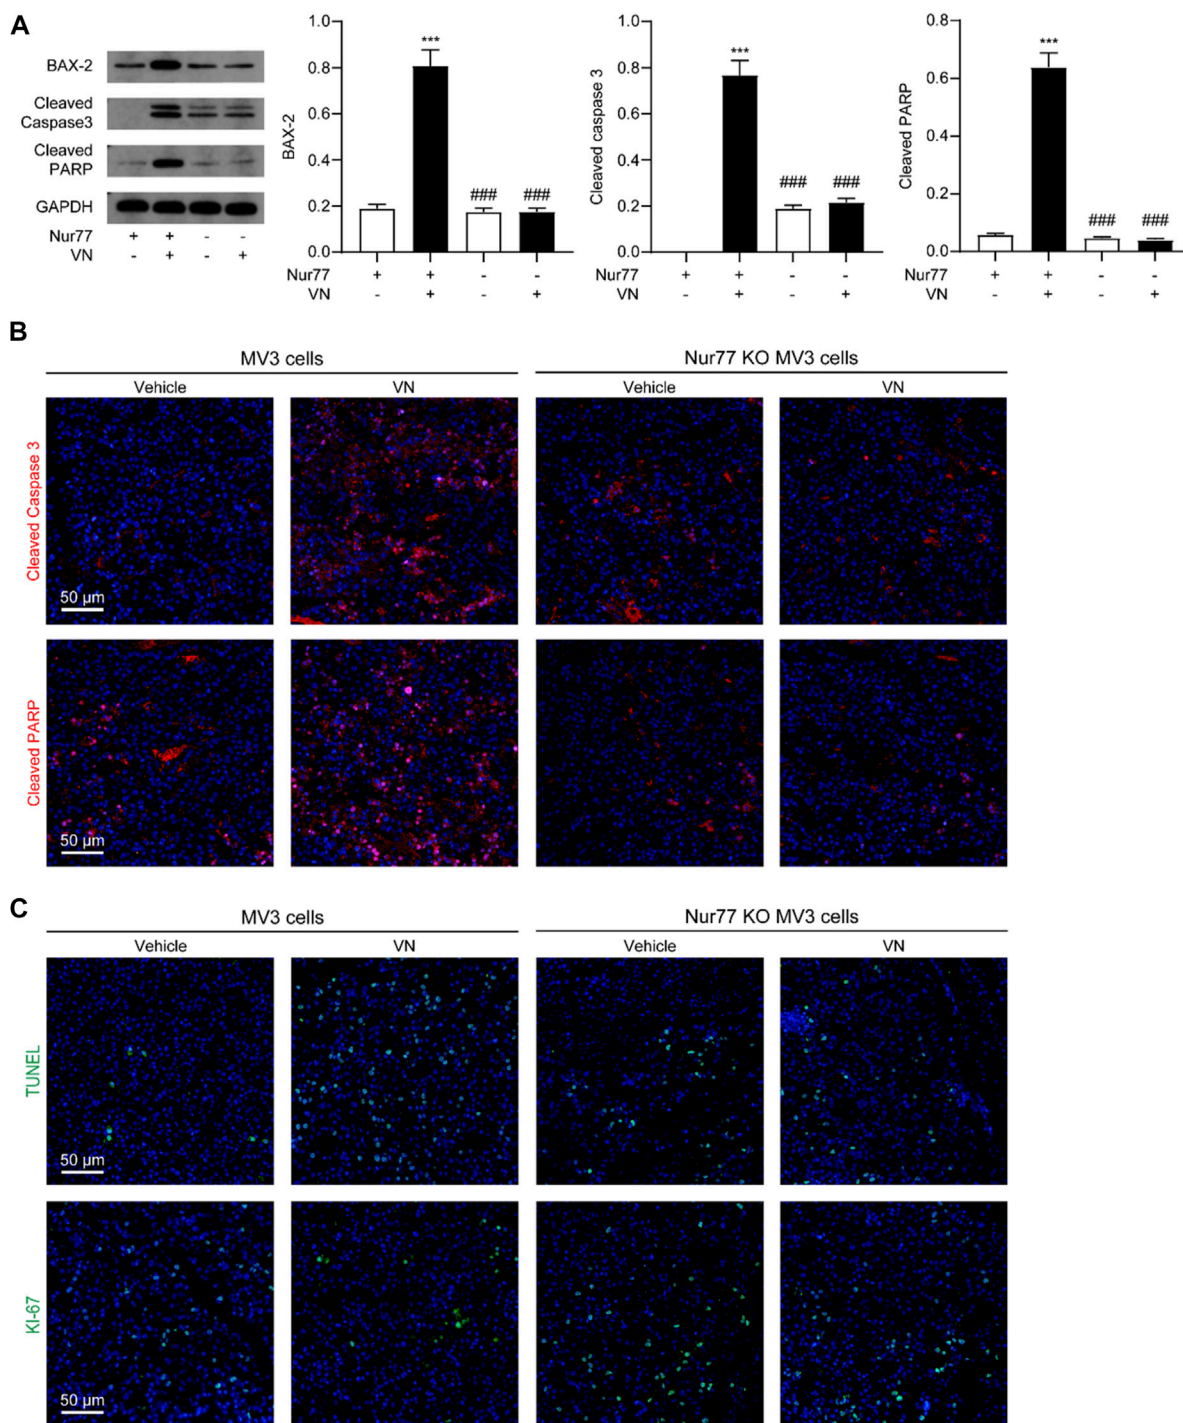 A
BAX-2
Cleaved
Caspase3
Cleaved
PARP
GAPDH
Nur77 + + - -
VN - + - +
BAX-2
1.0
0.8
0.6
0.4
0.2
0.0
***
### ###
Nur77 + + - -
VN - + - +
Cleaved caspase 3
1.0
0.8
0.6
0.4
0.2
0.0
***
### ###
Nur77 + + - -
VN - + - +
Cleaved PARP
0.8
0.6
0.4
0.2
0.0
***
### ###
Nur77 + + - -
VN - + - +
B
MV3 cells Nur77 KO MV3 cells
Vehicle VN Vehicle VN
Cleaved Caspase 3
50 µm
Cleaved PARP
50 µm
C
MV3 cells Nur77 KO MV3 cells
Vehicle VN Vehicle VN
TUNEL
50 µm
KI-67
50 µm